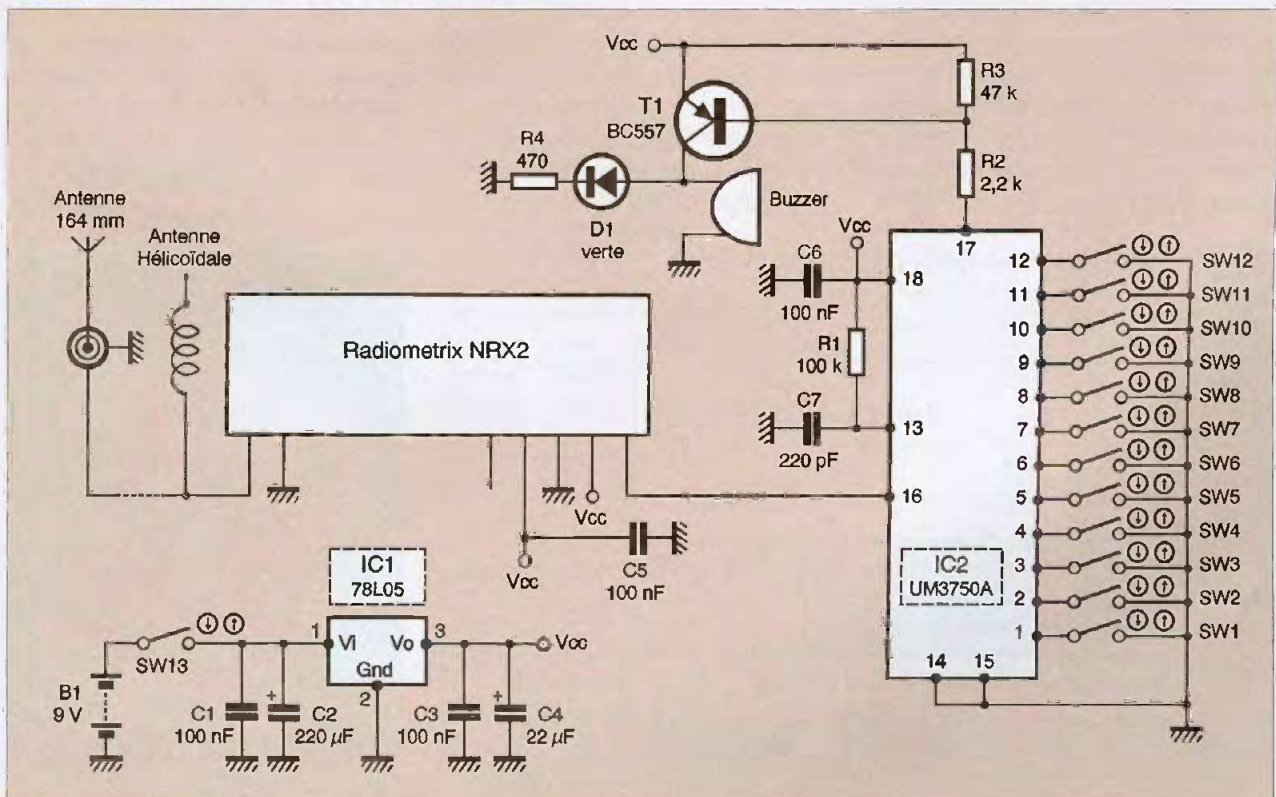 Vcc
R3
47 k
T1
BC557
R4
470
R2
2,2 k
D1
verte
Buzzer
Antenne
164 mm
Antenne
Hélicoïdale
Radiometrix NRX2
Vcc
C6
100 nF
R1
100 k
C7
220 pF
17
18
13
16
12
11
10
9
8
7
6
5
4
3
2
1
SW12
SW11
SW10
SW9
SW8
SW7
SW6
SW5
SW4
SW3
SW2
SW1
IC2
UM3750A
14
15
Vcc
Vcc
C5
100 nF
IC1
78L05
SW13
1
VI
Vo
3
Gnd
2
Vcc
B1
9 V
C1
100 nF
+
C2
220 µF
C3
100 nF
+
C4
22 µF